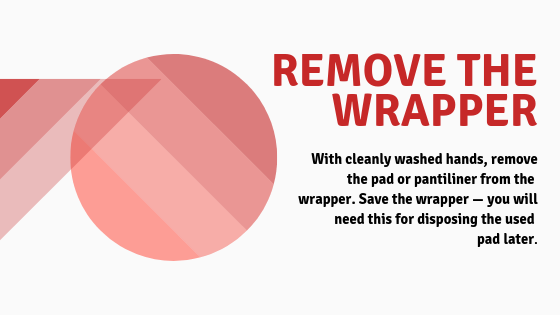 REMOVE THE
WRAPPER
With cleanly washed hands, remove
the pad or pantiliner from the
wrapper. Save the wrapper — you will
need this for disposing the used
pad later.